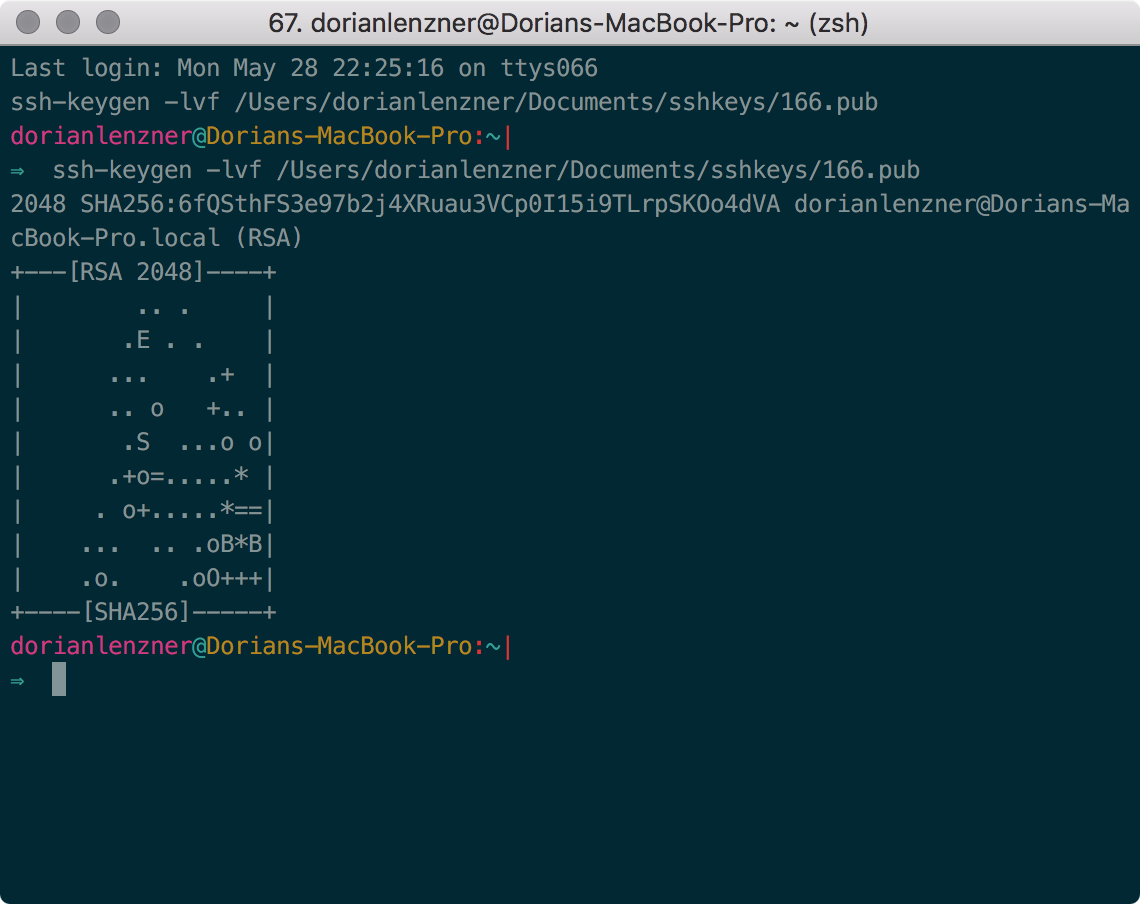 67. dorianlenzner@Dorians-MacBook-Pro: ~ (zsh)
Last login: Mon May 28 22:25:16 on ttys066
ssh-keygen -lvf /Users/dorianlenzner/Documents/sshkeys/166.pub
dorianlenzner@Dorians-MacBook-Pro:~|
⇒  ssh-keygen -lvf /Users/dorianlenzner/Documents/sshkeys/166.pub
2048 SHA256:6fQSthFS3e97b2j4XRuau3VCp0I15i9TLrpSKOo4dVA dorianlenzner@Dorians-Ma
cBook-Pro.local (RSA)
+---[RSA 2048]----+
|        .. .     |
|       .E . .    |
|      ...    .+  |
|      .. o   +.. |
|       .S  ...o o|
|      .+o=.....* |
|     . o+.....*==|
|    ...  .. .oB*B|
|    .o.    .oO+++|
+----[SHA256]-----+
dorianlenzner@Dorians-MacBook-Pro:~|
⇒